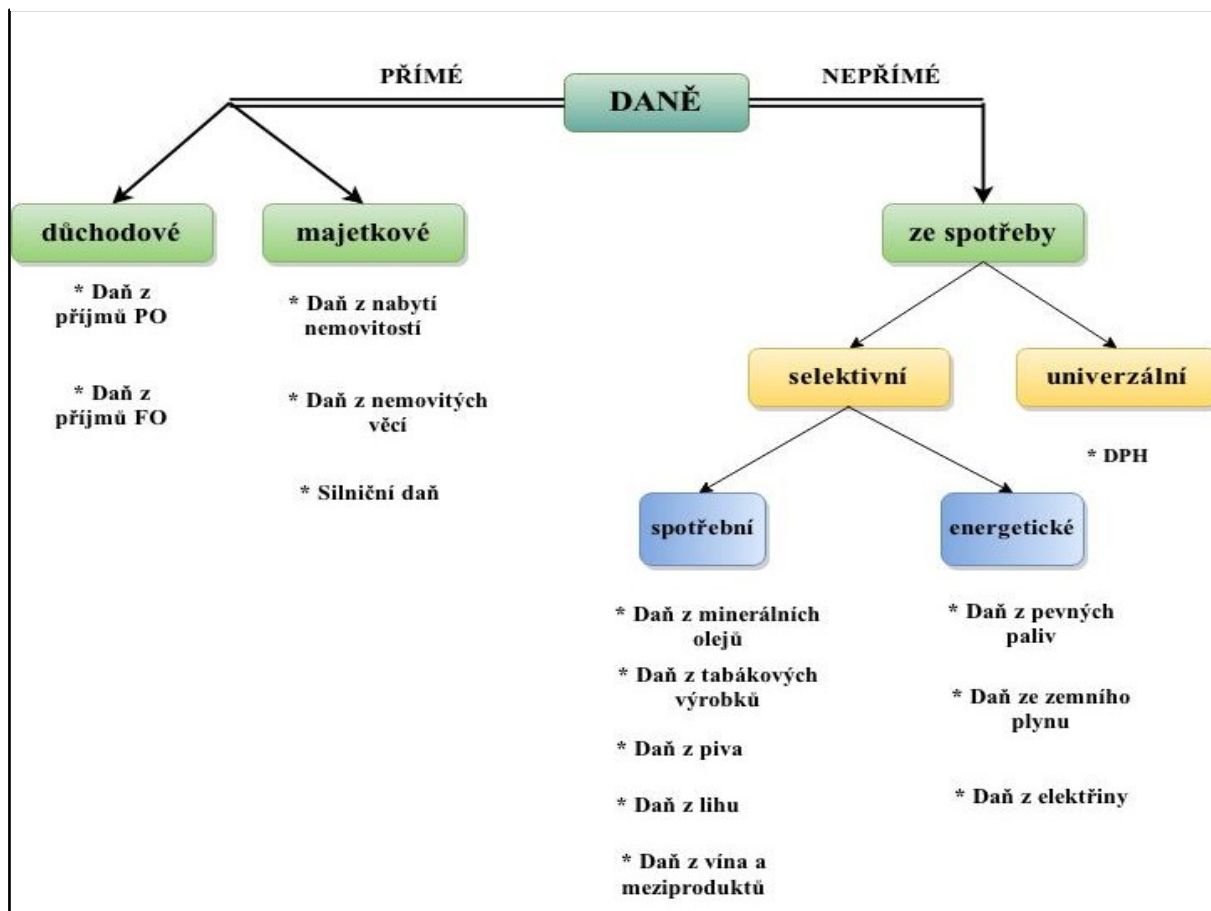 PŘÍMÉ
DANĚ
NEPŘÍMÉ
důchodové
* Daň z
příjmů PO
* Daň z
příjmů FO
majetkové
* Daň z nabytí
nemovitostí
* Daň z nemovitých
věcí
* Silniční daň
ze spotřeby
selektivní
univerzální
* DPH
spotřební
energetické
* Daň z minerálních
olejů
* Daň z tabákových
výrobků
* Daň z piva
* Daň z lihu
* Daň z vína a
meziproduktů
* Daň z pevných
paliv
* Daň ze zemního
plynu
* Daň z elektřiny